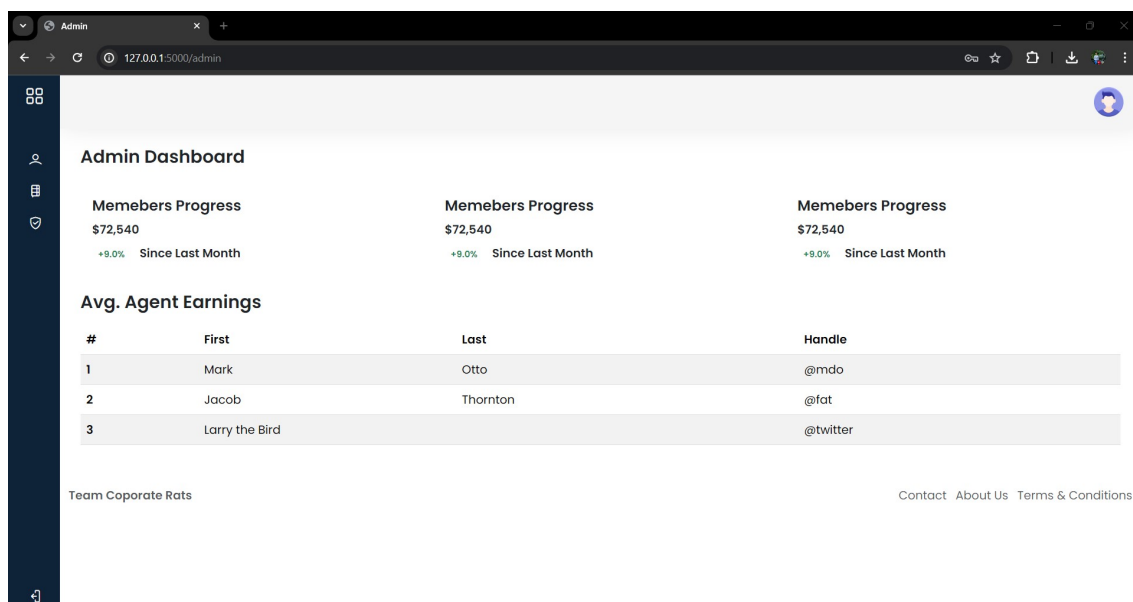 Admin
127.0.0.1:5000/admin
Admin Dashboard
Memebers Progress Memebers Progress Memebers Progress
$72,540 $72,540 $72,540
+9.0% Since Last Month +9.0% Since Last Month +9.0% Since Last Month
Avg. Agent Earnings
# First Last Handle
1 Mark Otto @mdo
2 Jacob Thornton @fat
3 Larry the Bird @twitter
Team Coporate Rats Contact About Us Terms & Conditions